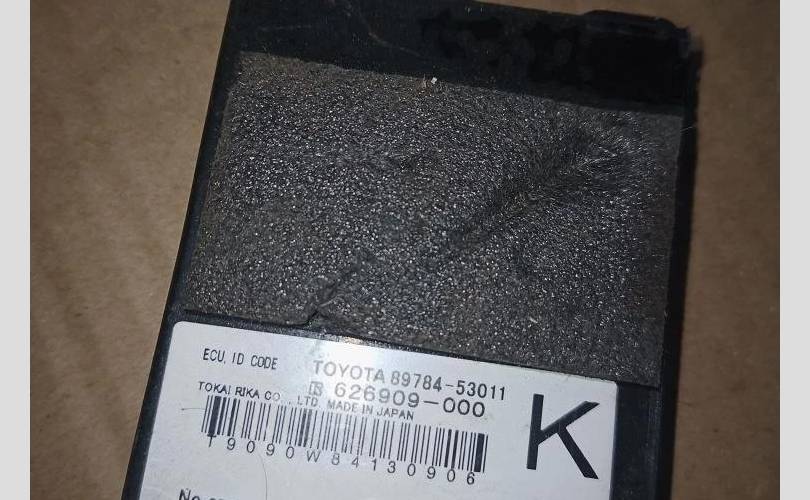 ECU. ID CODE TOYOTA 89784-53011
626909-000
TOKAI RIKA CO., LTD. MADE IN JAPAN
K
T9090W84130906